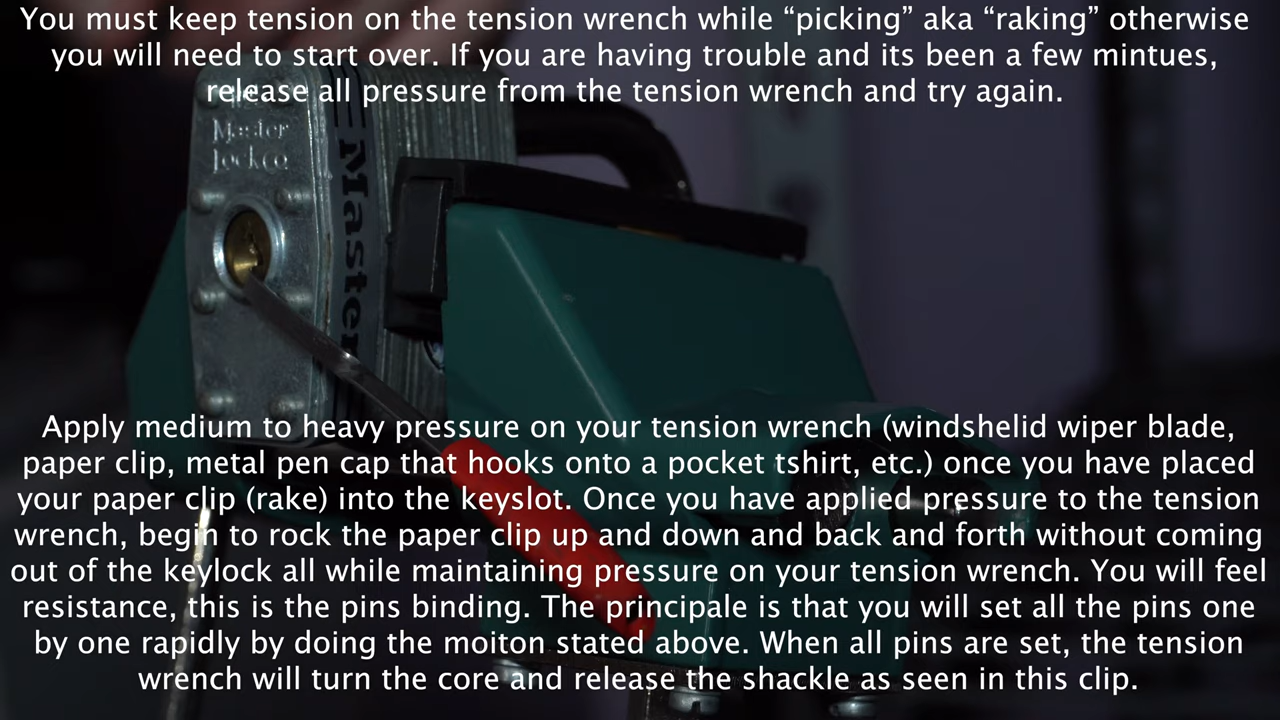 You must keep tension on the tension wrench while “picking” aka “raking” otherwise
you will need to start over. If you are having trouble and its been a few mintues,
release all pressure from the tension wrench and try again.
Master
Lock Co
Master
Apply medium to heavy pressure on your tension wrench (windshelid wiper blade,
paper clip, metal pen cap that hooks onto a pocket tshirt, etc.) once you have placed
your paper clip (rake) into the keyslot. Once you have applied pressure to the tension
wrench, begin to rock the paper clip up and down and back and forth without coming
out of the keylock all while maintaining pressure on your tension wrench. You will feel
resistance, this is the pins binding. The principale is that you will set all the pins one
by one rapidly by doing the moiton stated above. When all pins are set, the tension
wrench will turn the core and release the shackle as seen in this clip.